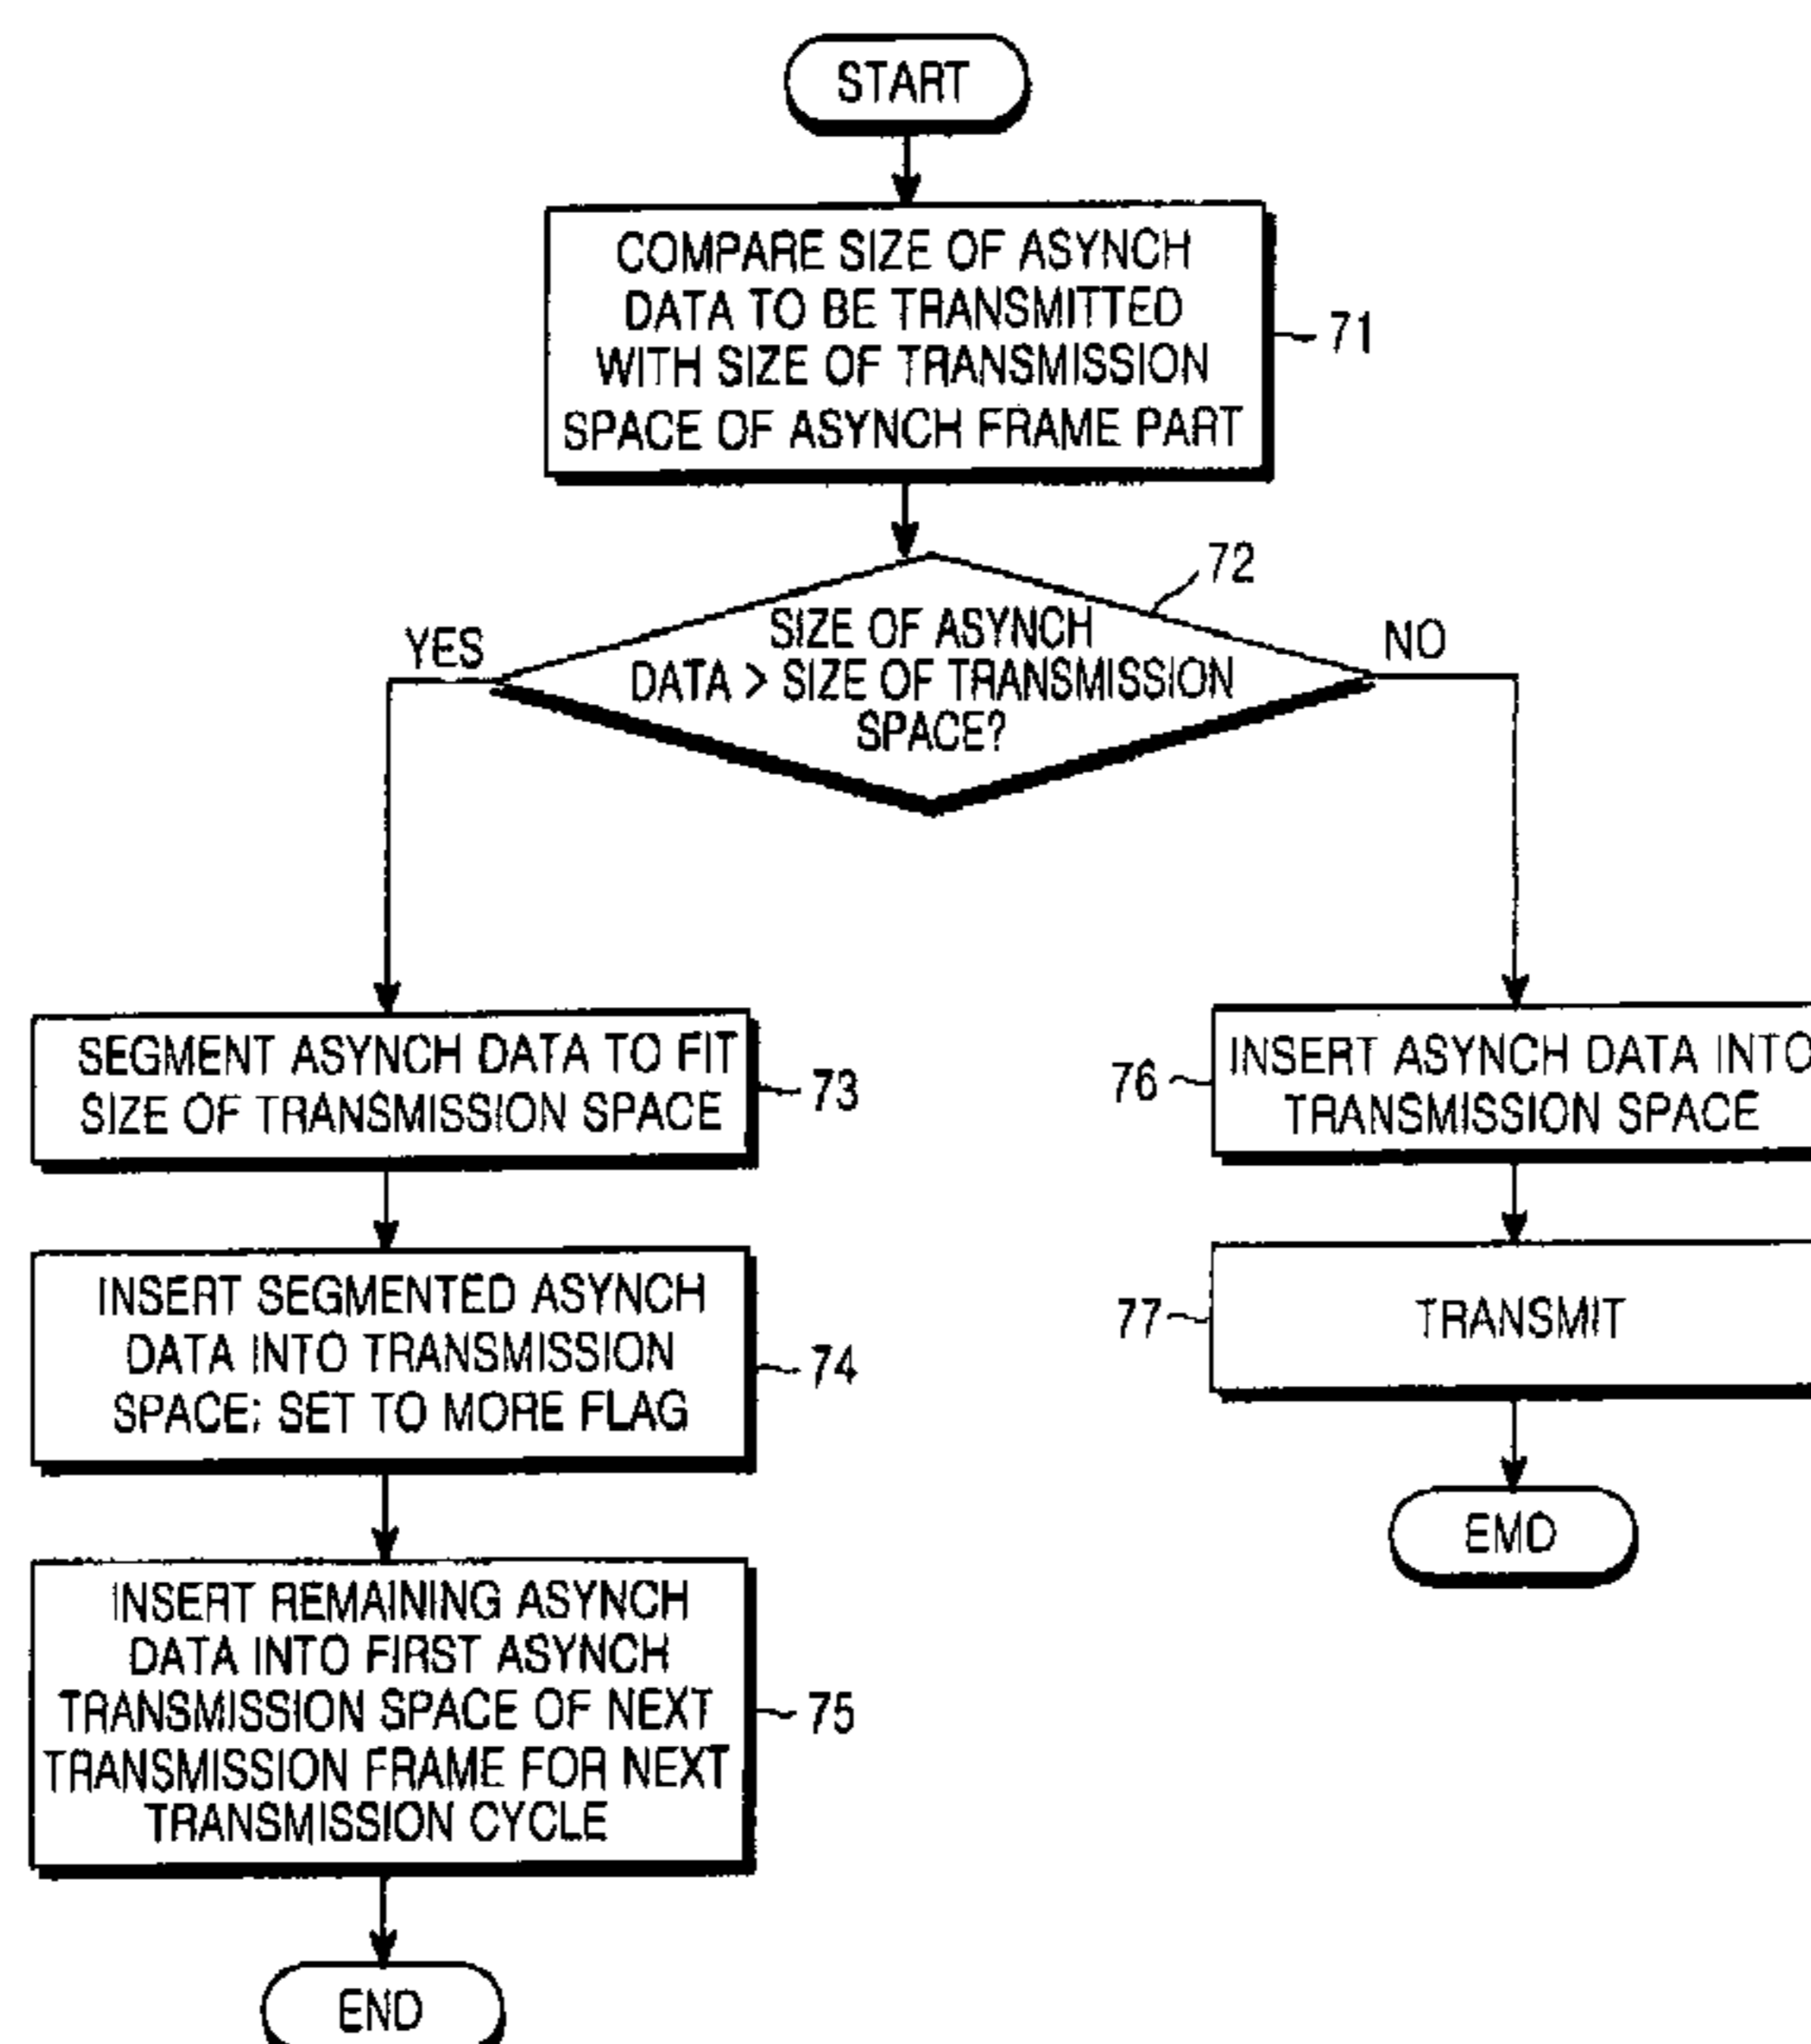 START
COMPARE SIZE OF ASYNCH
DATA TO BE TRANSMITTED
WITH SIZE OF TRANSMISSION
SPACE OF ASYNCH FRAME PART
71
72
SIZE OF ASYNCH
DATA > SIZE OF TRANSMISSION
SPACE?
YES
NO
SEGMENT ASYNCH DATA TO FIT
SIZE OF TRANSMISSION SPACE
73
INSERT SEGMENTED ASYNCH
DATA INTO TRANSMISSION
SPACE; SET TO MORE FLAG
74
INSERT REMAINING ASYNCH
DATA INTO FIRST ASYNCH
TRANSMISSION SPACE OF NEXT
TRANSMISSION FRAME FOR NEXT
TRANSMISSION CYCLE
75
END
76
INSERT ASYNCH DATA INTO
TRANSMISSION SPACE
77
TRANSMIT
EMD